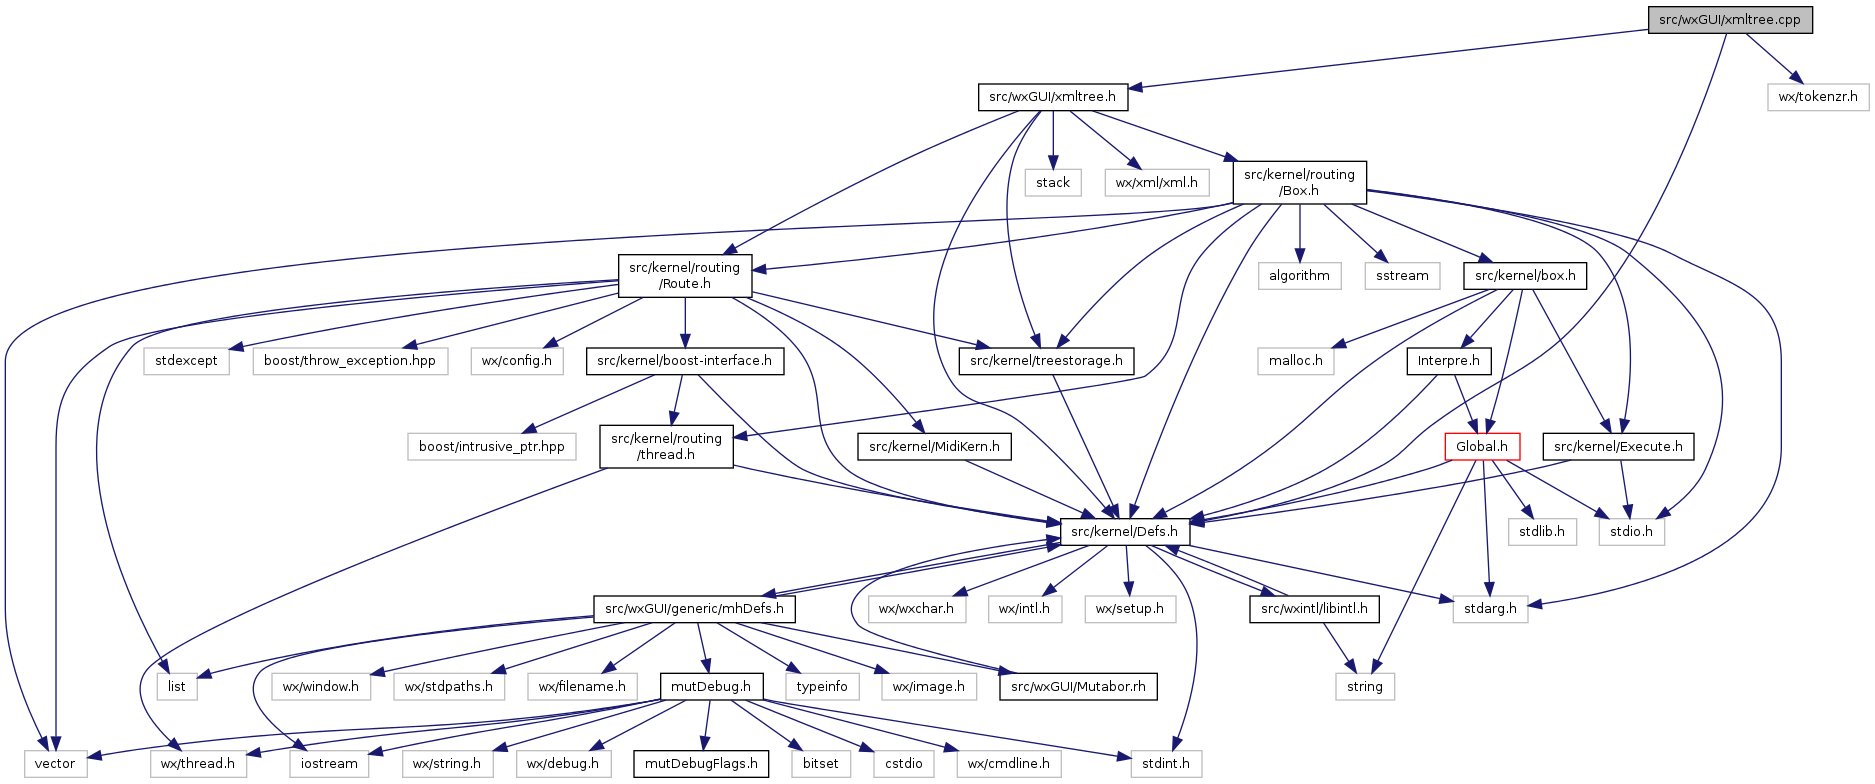 src/wxGUI/xmltree.cpp
src/wxGUI/xmltree.h
wx/tokenzr.h
stack
wx/xml/xml.h
src/kernel/routing
/Box.h
src/kernel/routing
/Route.h
algorithm
sstream
src/kernel/box.h
stdexcept
boost/throw_exception.hpp
wx/config.h
src/kernel/boost-interface.h
src/kernel/treestorage.h
malloc.h
Interpre.h
boost/intrusive_ptr.hpp
src/kernel/routing
/thread.h
src/kernel/MidiKern.h
Global.h
src/kernel/Execute.h
src/kernel/Defs.h
stdlib.h
stdio.h
src/wxGUI/generic/mhDefs.h
wx/wxchar.h
wx/intl.h
wx/setup.h
src/wxintl/libintl.h
stdarg.h
list
wx/window.h
wx/stdpaths.h
wx/filename.h
mutDebug.h
typeinfo
wx/image.h
src/wxGUI/Mutabor.rh
string
vector
wx/thread.h
iostream
wx/string.h
wx/debug.h
mutDebugFlags.h
bitset
cstdio
wx/cmdline.h
stdint.h